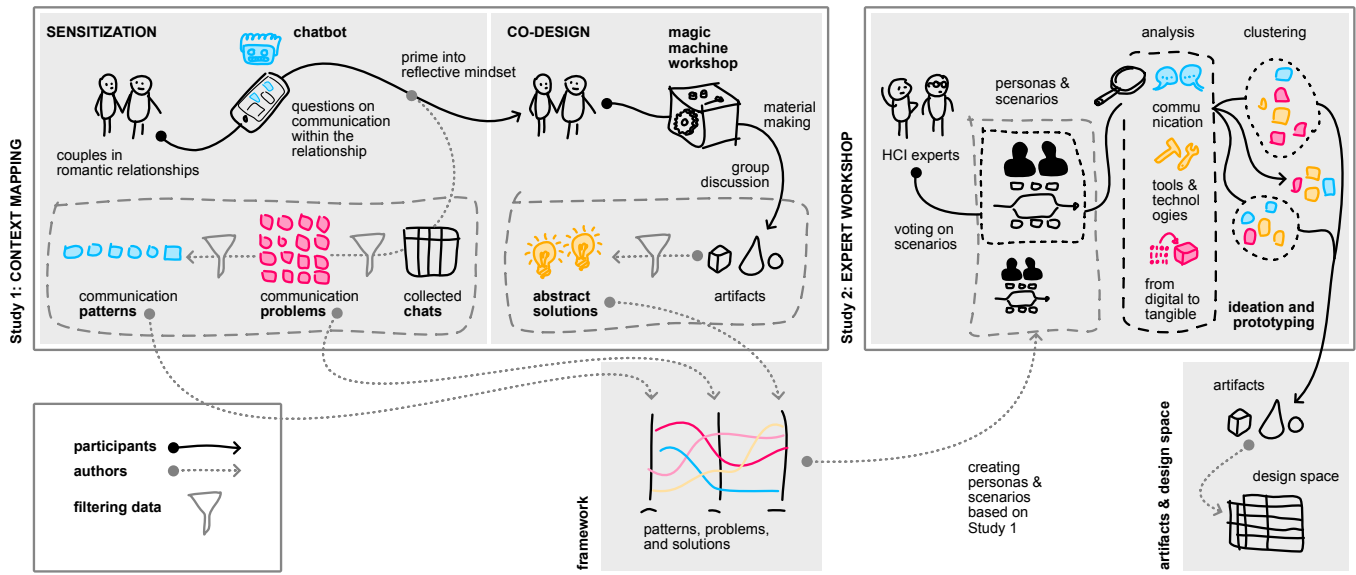 Study 1: CONTEXT MAPPING
SENSITIZATION
chatbot
prime into
reflective mindset
questions on
communication
within the
relationship
couples in
romantic relationships
communication
patterns
communication
problems
collected
chats
CO-DESIGN
magic
machine
workshop
material
making
group
discussion
abstract
solutions
artifacts
Study 2: EXPERT WORKSHOP
HCI experts
voting on
scenarios
personas &
scenarios
analysis
commu
nication
tools &
technol
ogies
from
digital to
tangible
clustering
ideation and
prototyping
participants
authors
filtering data
framework
patterns, problems,
and solutions
creating
personas &
scenarios
based on
Study 1
artifacts & design space
artifacts
design space